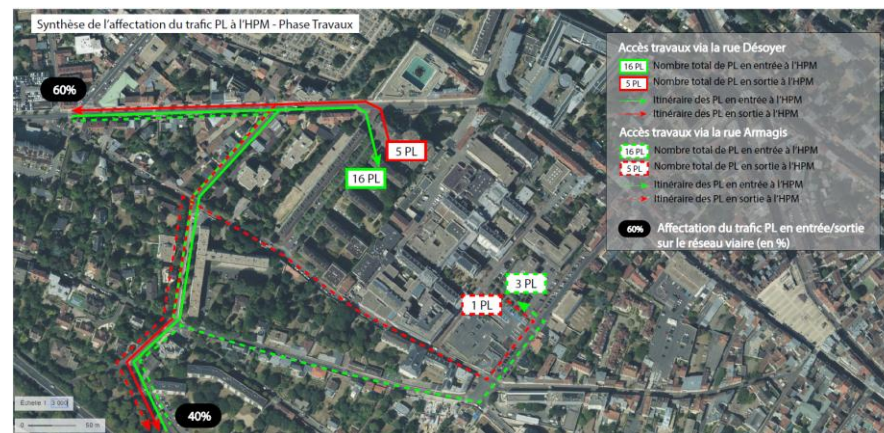 Synthèse de l'affectation du trafic PL à l'HPM - Phase Travaux
60%
5 PL
16 PL
3 PL
1 PL
40%
Accès travaux via la rue Désoyer
16 PL Nombre total de PL en entrée à l'HPM
5 PL Nombre total de PL en sortie à l'HPM
Itinéraire des PL en entrée à l'HPM
Itinéraire des PL en sortie à l'HPM
Accès travaux via la rue Armagis
16 PL Nombre total de PL en entrée à l'HPM
5 PL Nombre total de PL en sortie à l'HPM
Itinéraire des PL en entrée à l'HPM
Itinéraire des PL en sortie à l'HPM
60% Affectation du trafic PL en entrée/sortie
sur le réseau viaire (en %)
Echelle 1 : 3 000
0 60 m